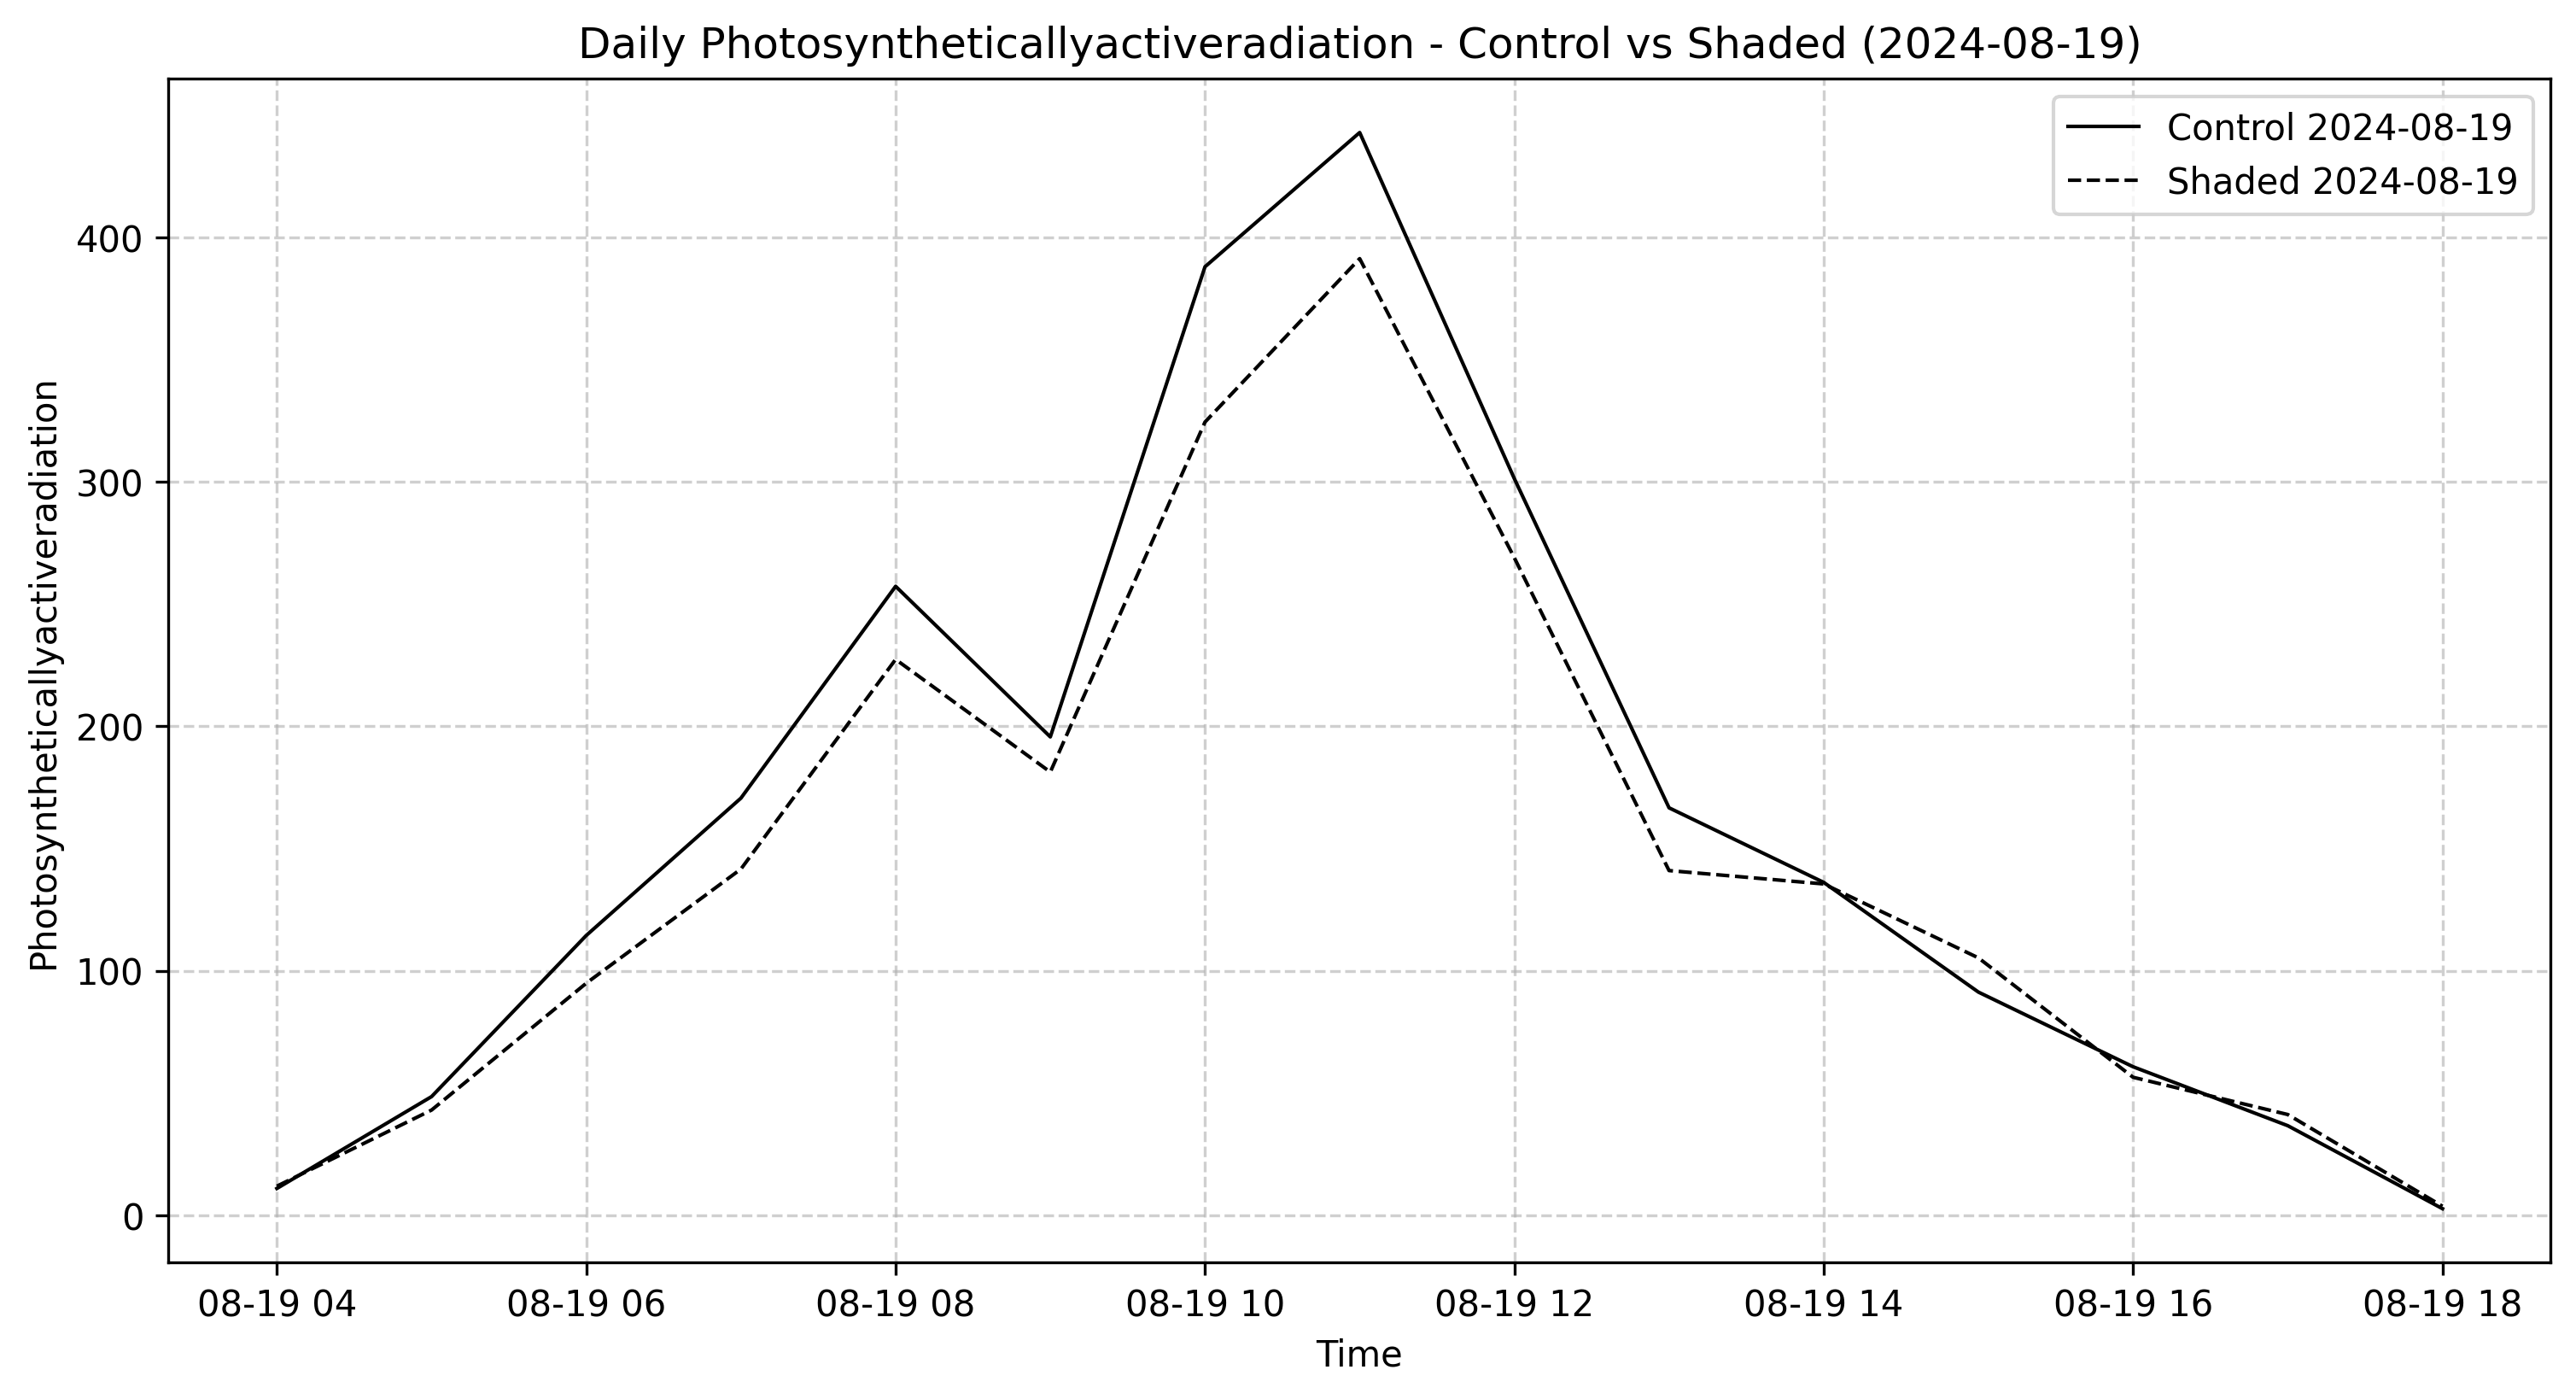 Daily Photosyntheticallyactiveradiation - Control vs Shaded (2024-08-19)
Control 2024-08-19
Shaded 2024-08-19
Photosyntheticallyactiveradiation
400
300
200
100
0
08-19 04 08-19 06 08-19 08 08-19 10 08-19 12 08-19 14 08-19 16 08-19 18
Time